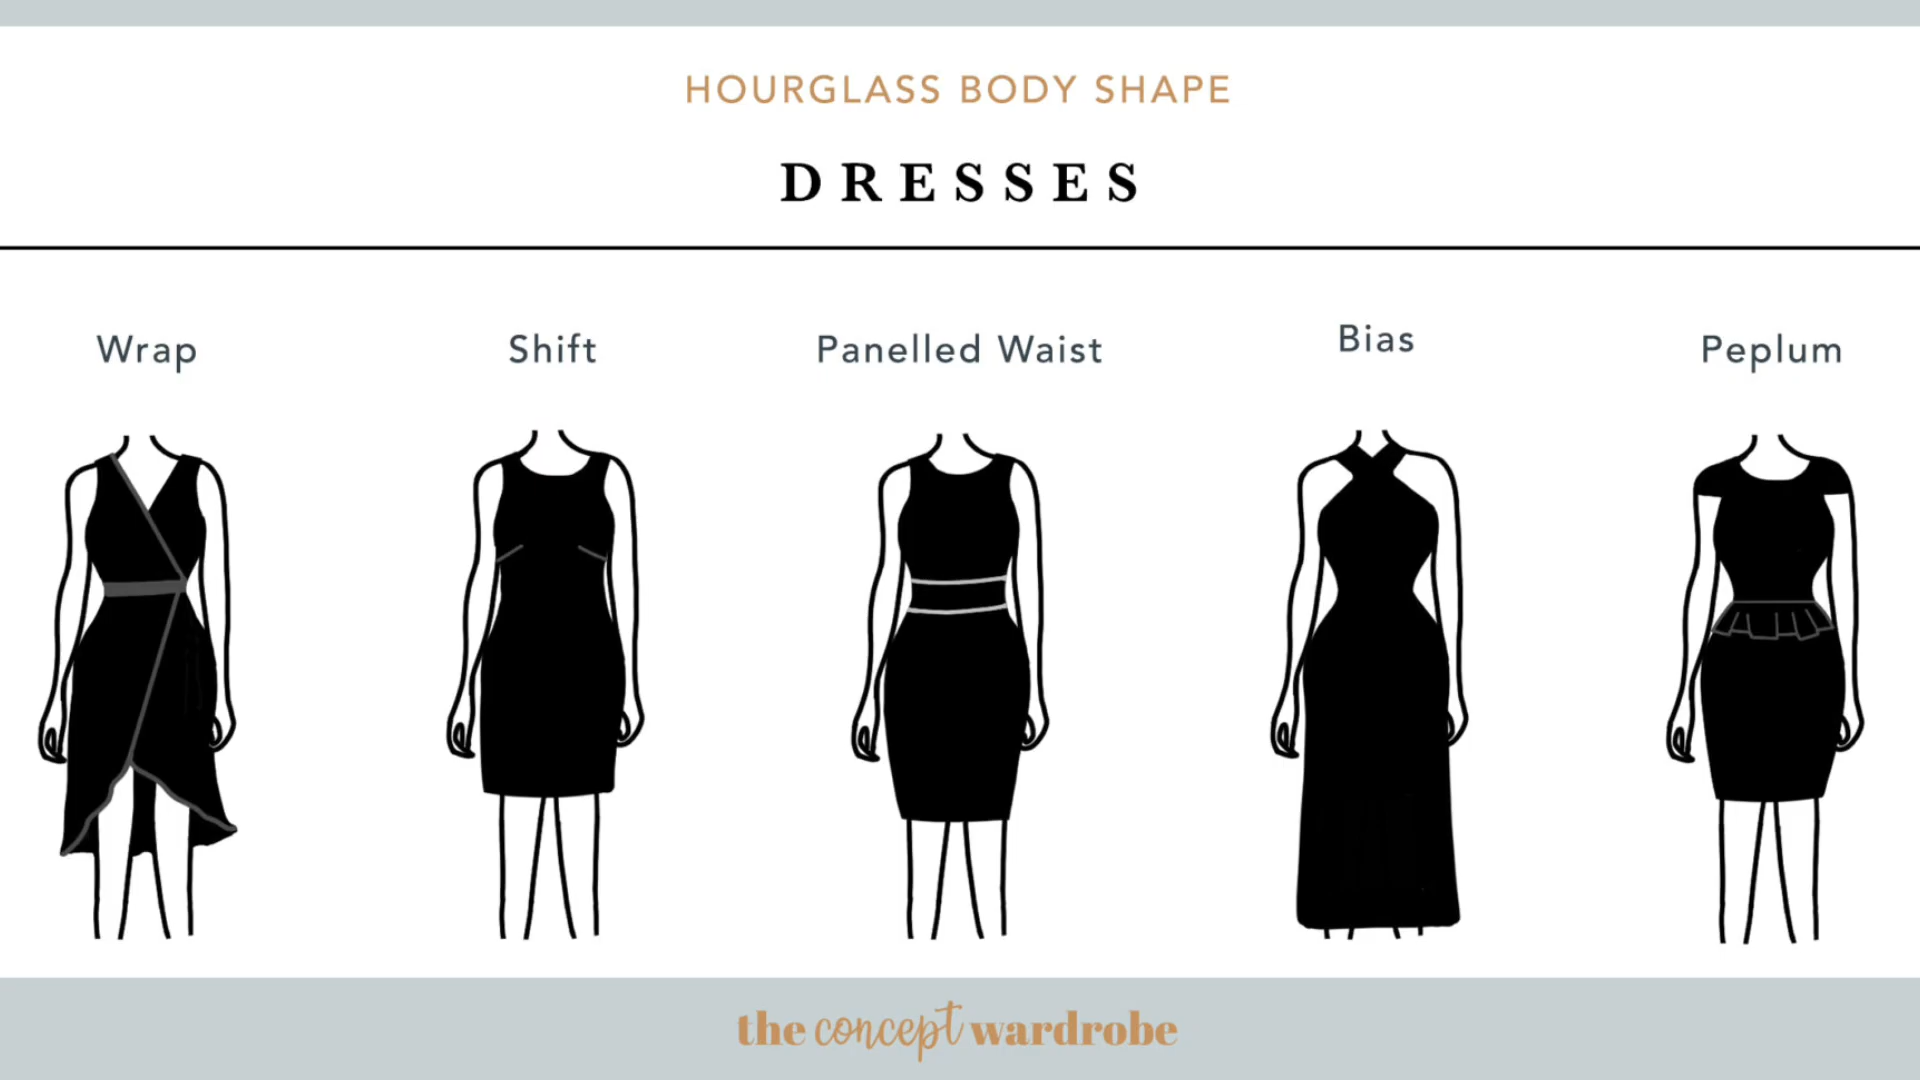 HOURGLASS BODY SHAPE
DRESSES
Wrap
Shift
Panelled Waist
Bias
Peplum
the concept wardrobe